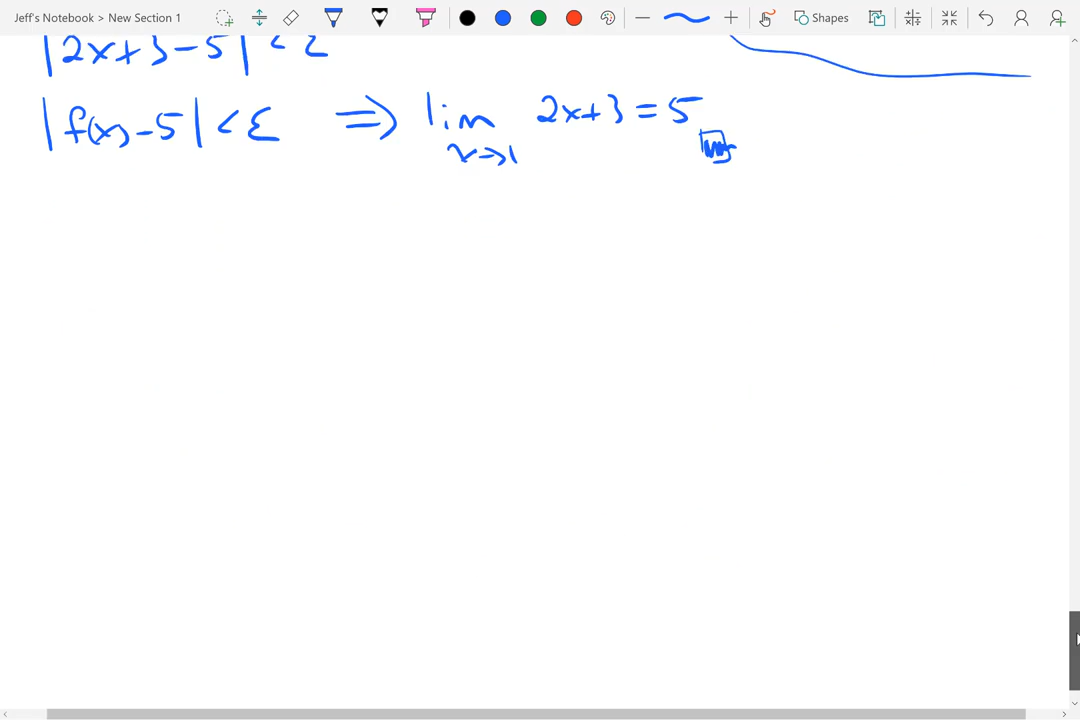 Jeff's Notebook > New Section 1
Shapes
|2x+3-5| < ε
|f(x)-5| < ε ⇒ lim 2x+3 = 5
x→1